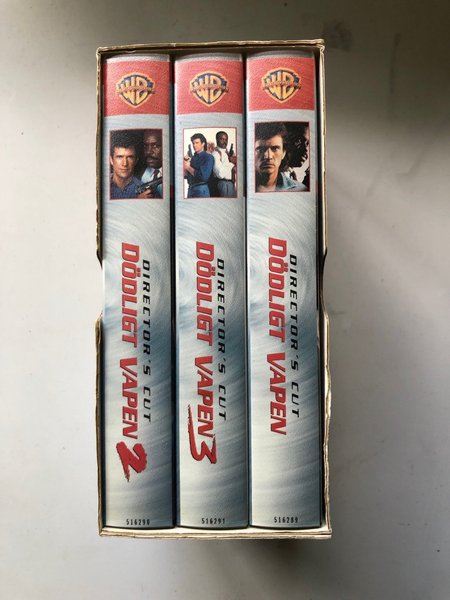 WB
DIRECTOR'S CUT
DÖDLIGT VAPEN 2
516290
WB
DIRECTOR'S CUT
DÖDLIGT VAPEN 3
516291
WB
DIRECTOR'S CUT
DÖDLIGT VAPEN
516289